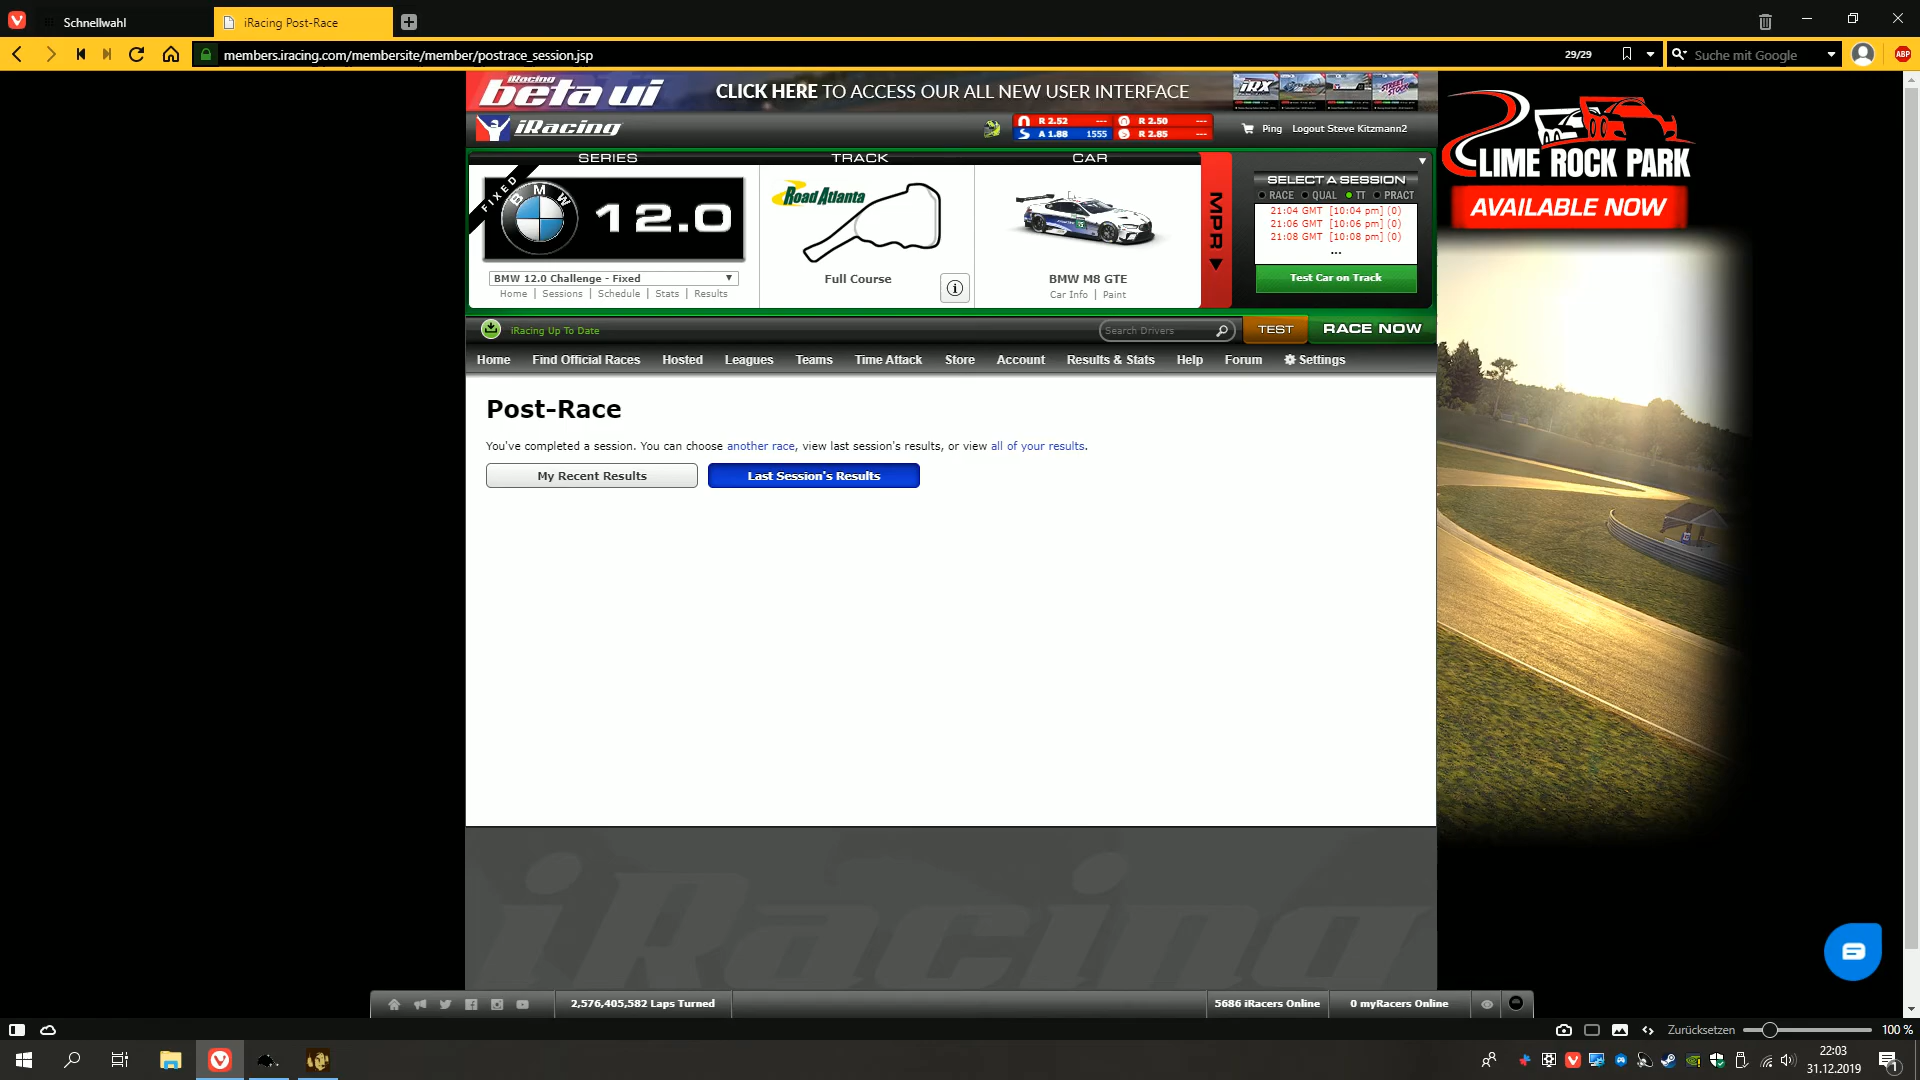 Schnellwahl
iRacing Post-Race
members.iracing.com/membersite/member/postrace_session.jsp
29/29
Suche mit Google
ABP
iRacing
beta ui
CLICK HERE TO ACCESS OUR ALL NEW USER INTERFACE
iRacing
R 2.52 ---
R 2.50 ---
A 1.88 1555
R 2.85 ---
Ping
Logout Steve Kitzmann2
LIME ROCK PARK
AVAILABLE NOW
SERIES
TRACK
CAR
FIXED
BMW
12.0
BMW 12.0 Challenge - Fixed
Home | Sessions | Schedule | Stats | Results
Road Atlanta
Full Course
BMW M8 GTE
Car Info | Paint
MPR
SELECT A SESSION
RACE QUAL TT PRACT
21:04 GMT [10:04 pm] (0)
21:06 GMT [10:06 pm] (0)
21:08 GMT [10:08 pm] (0)
...
Test Car on Track
iRacing Up To Date
Search Drivers
TEST
RACE NOW
Home
Find Official Races
Hosted
Leagues
Teams
Time Attack
Store
Account
Results & Stats
Help
Forum
Settings
Post-Race
You've completed a session. You can choose another race, view last session's results, or view all of your results.
My Recent Results
Last Session's Results
iRacing
2,576,405,582 Laps Turned
5686 iRacers Online
0 myRacers Online
Zurücksetzen
100 %
22:03
31.12.2019
1